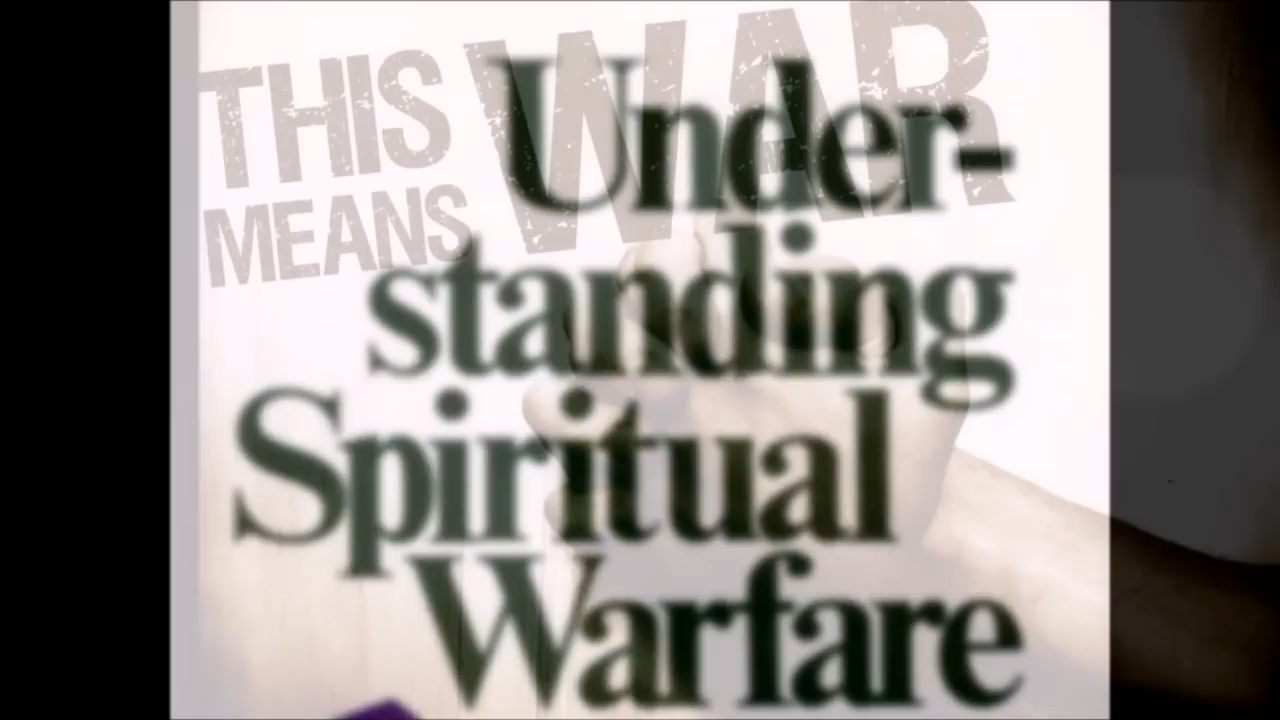 THIS
MEANS
WAR
Under-
standing
Spiritual
Warfare